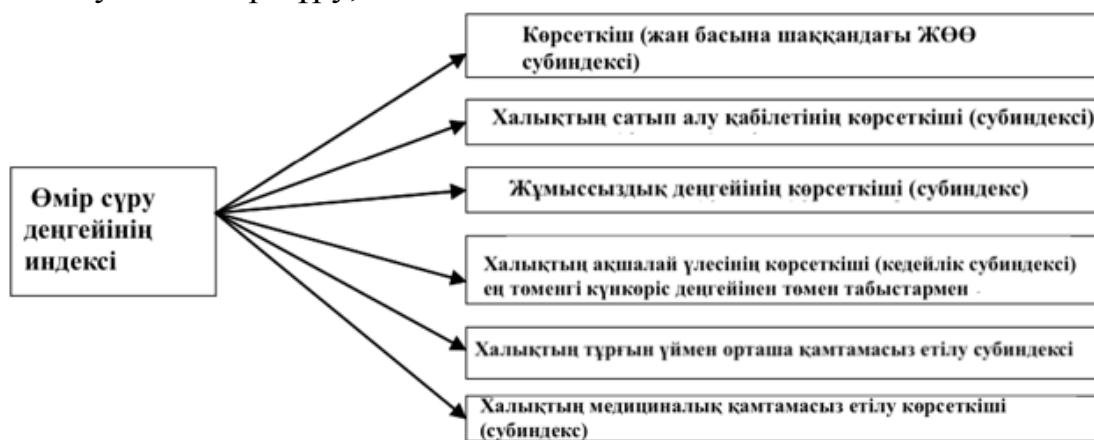 Көрсеткіш (жан басына шаққандағы ЖӨӨ
субиндексі)
Халықтың сатып алу қабілетінің көрсеткіші (субиндексі)
Жұмыссыздық деңгейінің көрсеткіші (субиндекс)
Өмір сүру
деңгейінің
индексі
Халықтың ақшалай үлесінің көрсеткіші (кедейлік субиндексі)
ең төменгі күнкөріс деңгейінен төмен табыстармен
Халықтың тұрғын үймен орташа қамтамасыз етілу субиндексі
Халықтың медициналық қамтамасыз етілу көрсеткіші
(субиндекс)